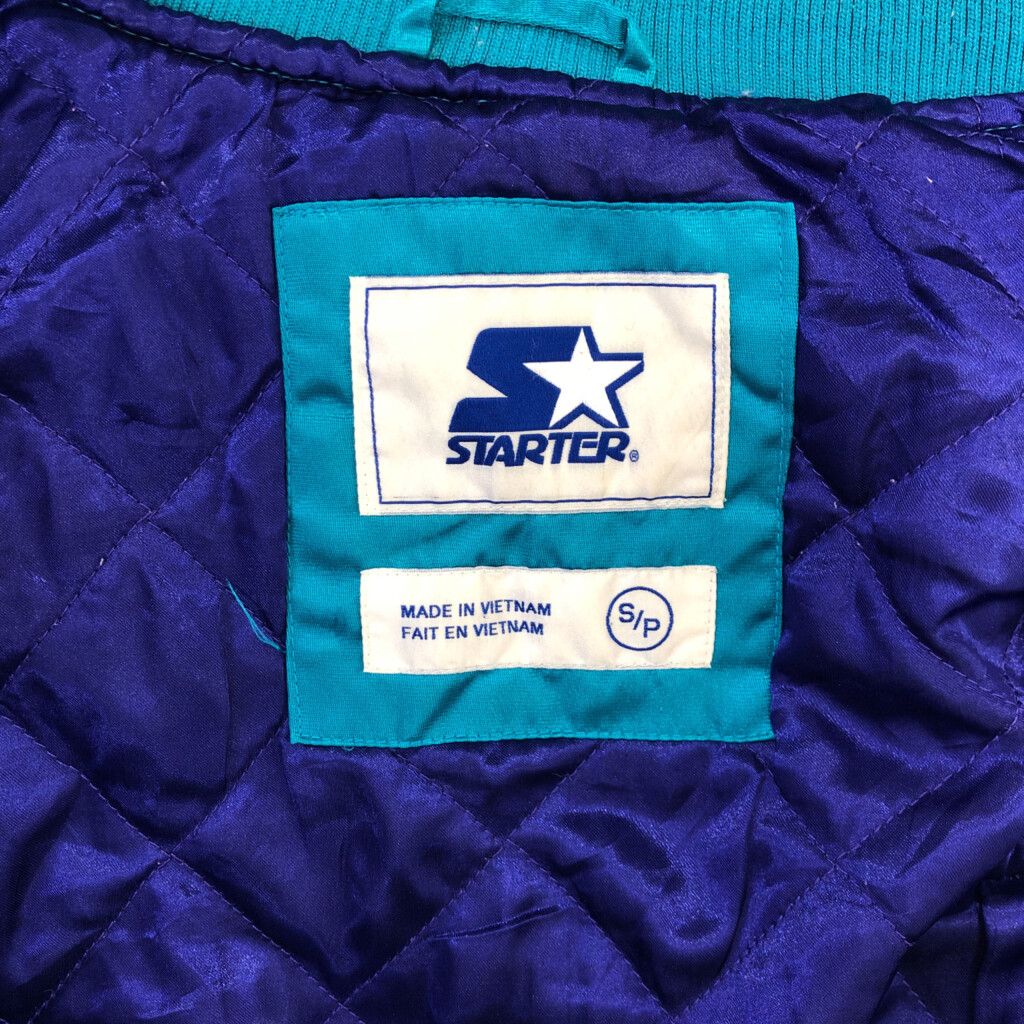 STARTER®
MADE IN VIETNAM
FAIT EN VIETNAM
S/P